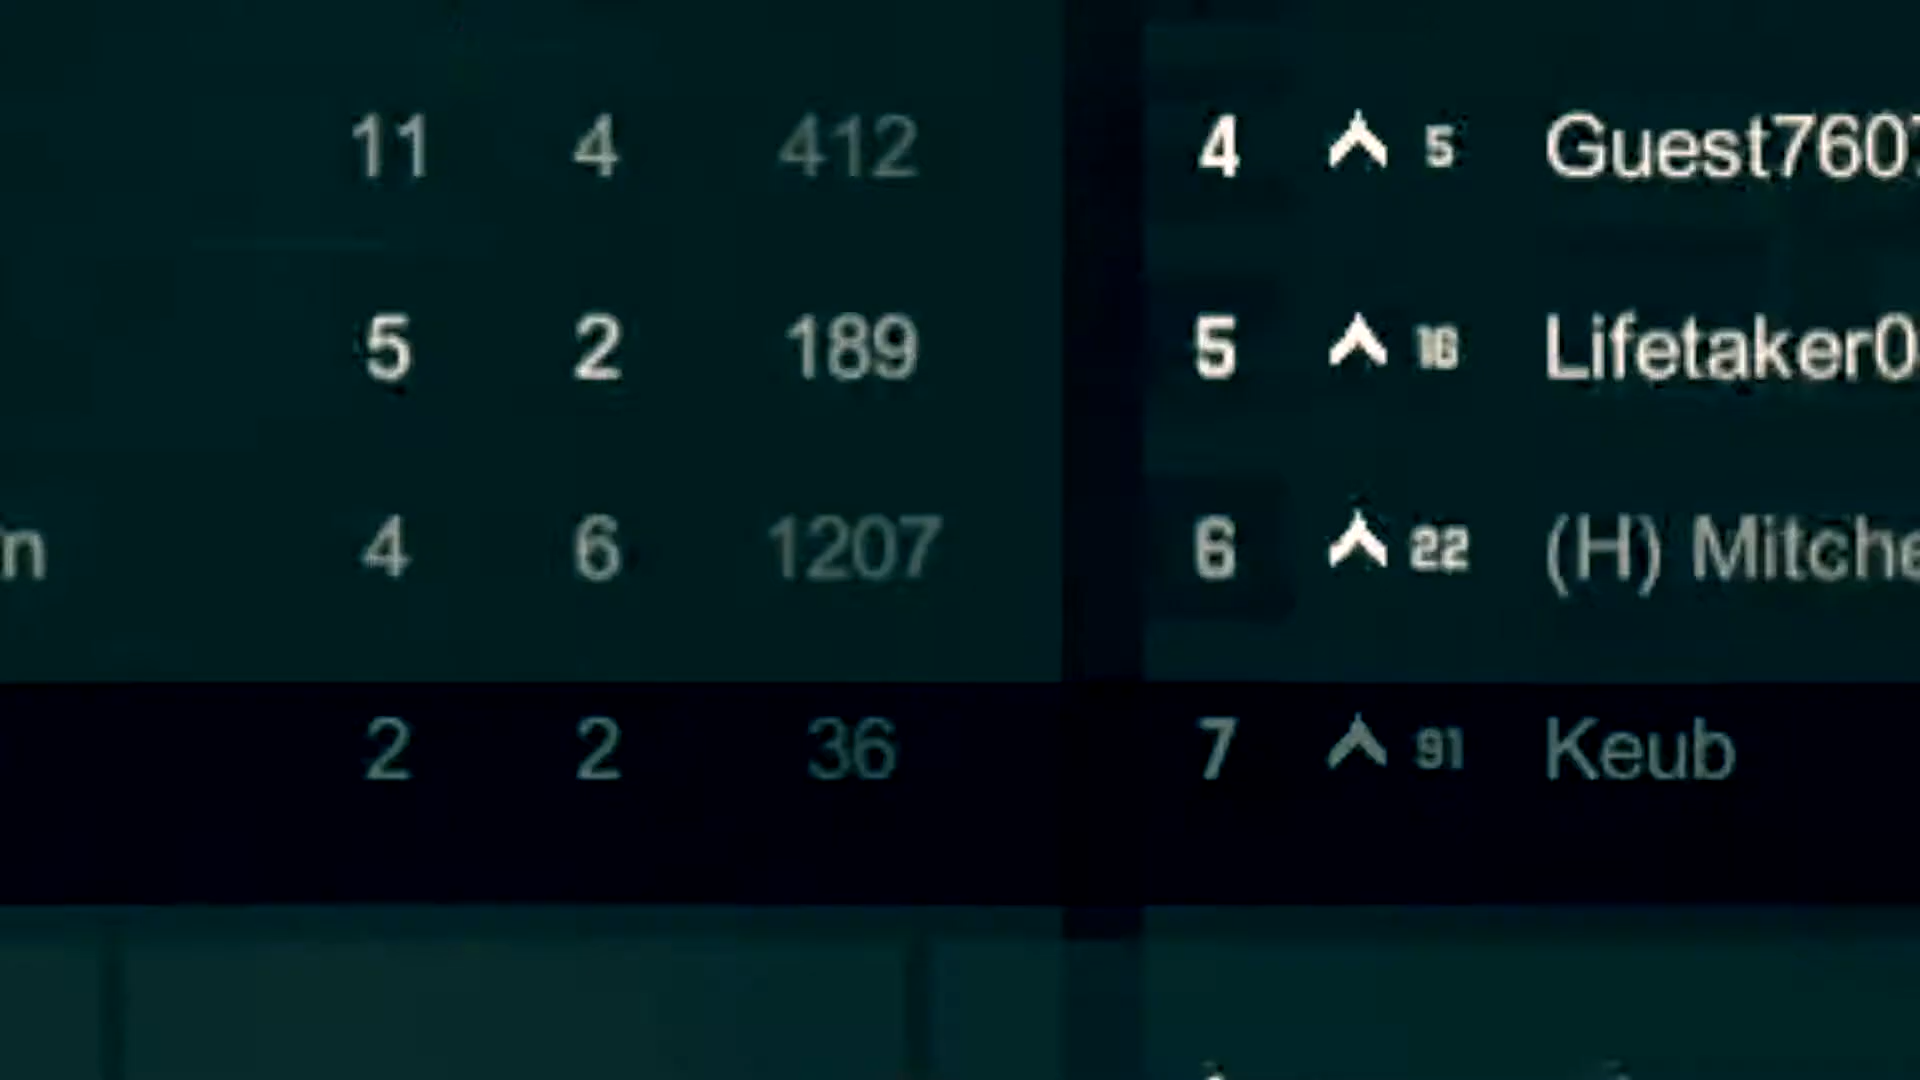 11 4 412 4 5 Guest7607
5 2 189 5 16 Lifetaker0
n 4 6 1207 6 22 (H) Mitche
2 2 36 7 91 Keub